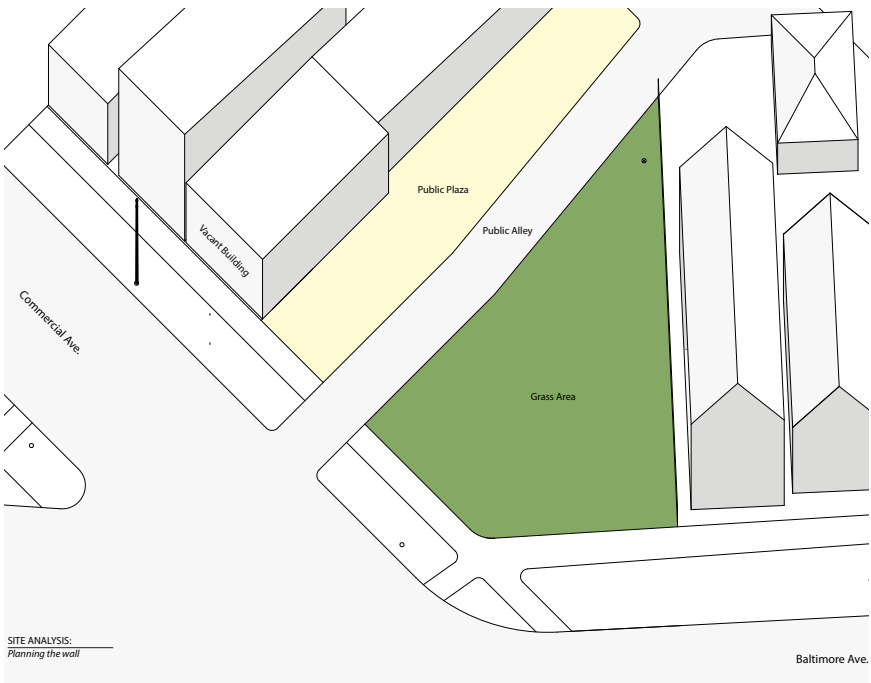 Public Plaza
Public Alley
Vacant Building
Commercial Ave.
Grass Area
SITE ANALYSIS:
Planning the wall
Baltimore Ave.